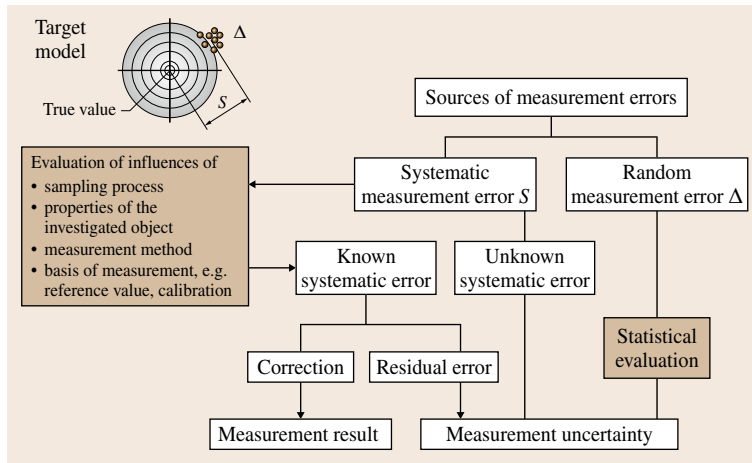 Target
model
Δ
True value
S
Sources of measurement errors
Evaluation of influences of
• sampling process
• properties of the
investigated object
• measurement method
• basis of measurement, e.g.
reference value, calibration
Systematic
measurement error S
Random
measurement error Δ
Known
systematic error
Unknown
systematic error
Statistical
evaluation
Correction
Residual error
Measurement result
Measurement uncertainty